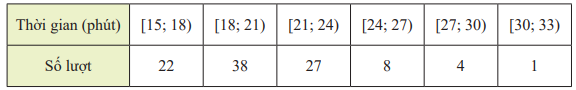 Thời gian (phút) [15; 18) [18; 21) [21; 24) [24; 27) [27; 30) [30; 33)
Số lượt 22 38 27 8 4 1